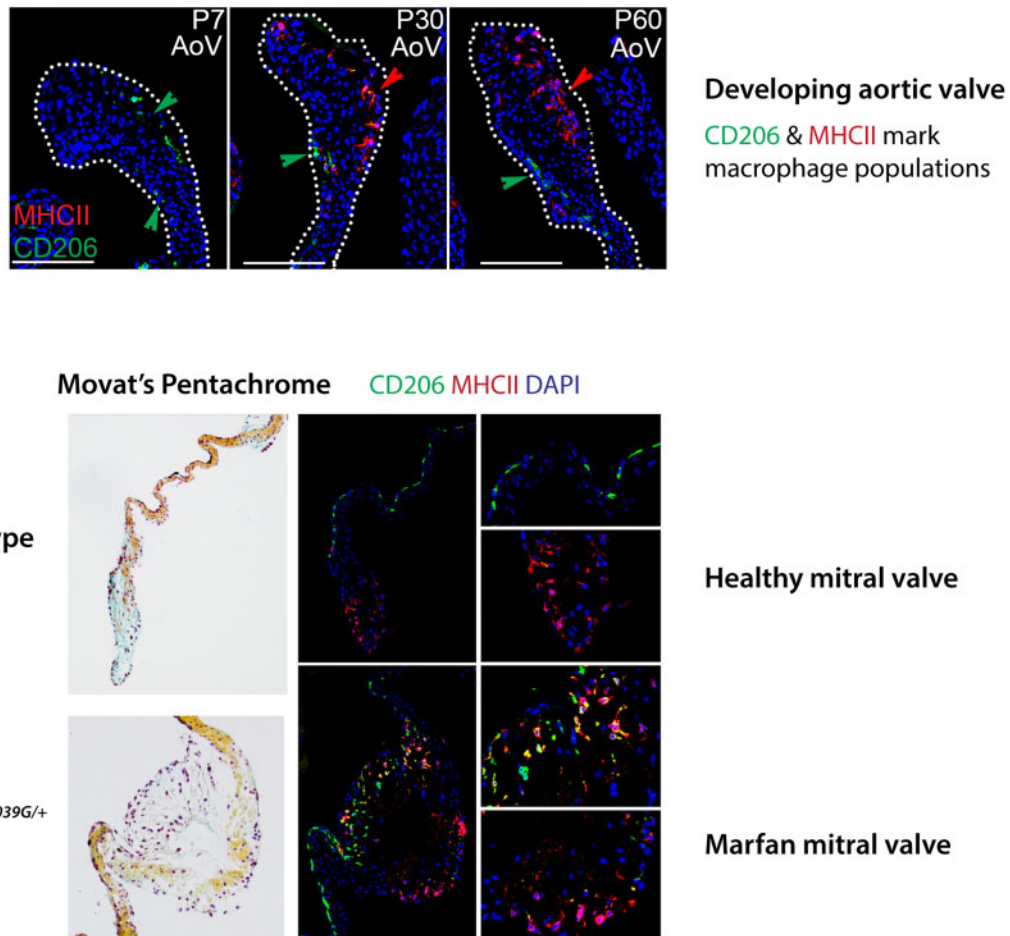 P7
AoV
P30
AoV
P60
AoV
MHCII
CD206
Developing aortic valve
CD206 & MHCII mark
macrophage populations
Movat's Pentachrome
CD206 MHCII DAPI
ype
Healthy mitral valve
039G/+
Marfan mitral valve